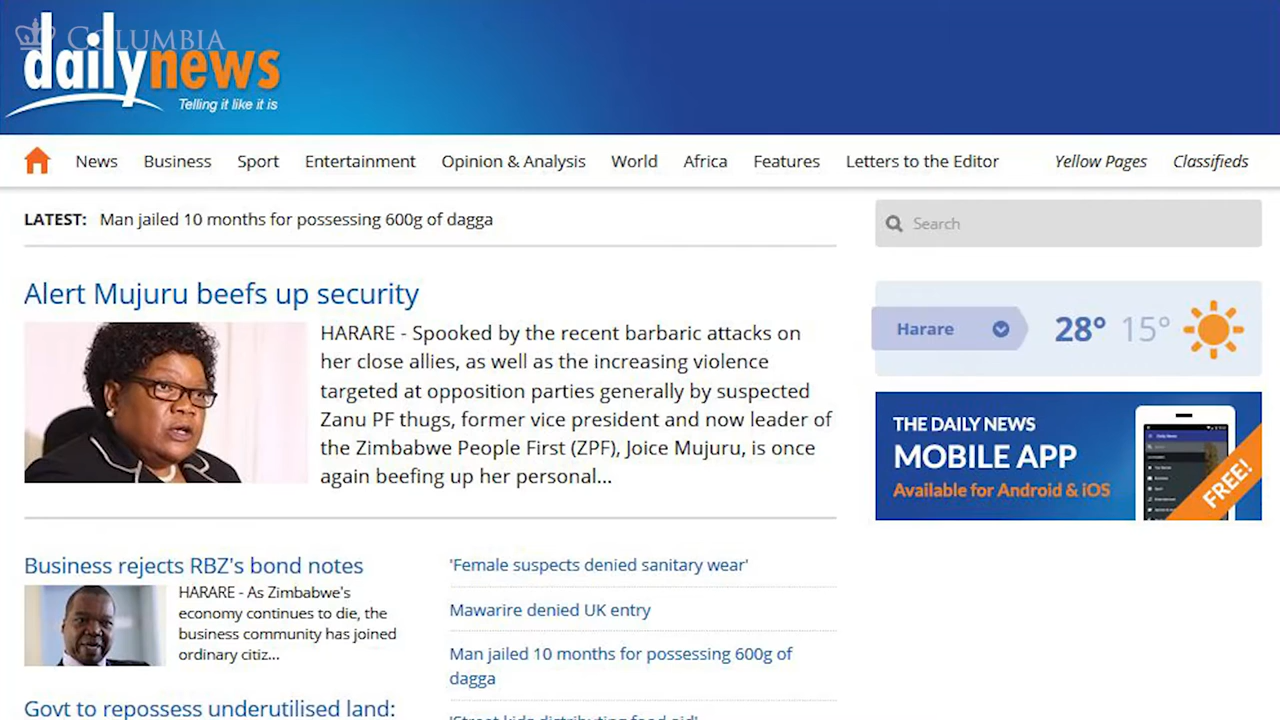 COLUMBIA
dailynews
Telling it like it is
News Business Sport Entertainment Opinion & Analysis World Africa Features Letters to the Editor Yellow Pages Classifieds
LATEST: Man jailed 10 months for possessing 600g of dagga
Search
Alert Mujuru beefs up security
HARARE - Spooked by the recent barbaric attacks on
her close allies, as well as the increasing violence
targeted at opposition parties generally by suspected
Zanu PF thugs, former vice president and now leader of
the Zimbabwe People First (ZPF), Joice Mujuru, is once
again beefing up her personal...
Harare 28° 15°
THE DAILY NEWS
MOBILE APP
Available for Android & iOS
FREE!
Business rejects RBZ's bond notes
HARARE - As Zimbabwe's
economy continues to die, the
business community has joined
ordinary citiz...
Govt to repossess underutilised land:
'Female suspects denied sanitary wear'
Mawarire denied UK entry
Man jailed 10 months for possessing 600g of
dagga
'Street kids distributing food aid'